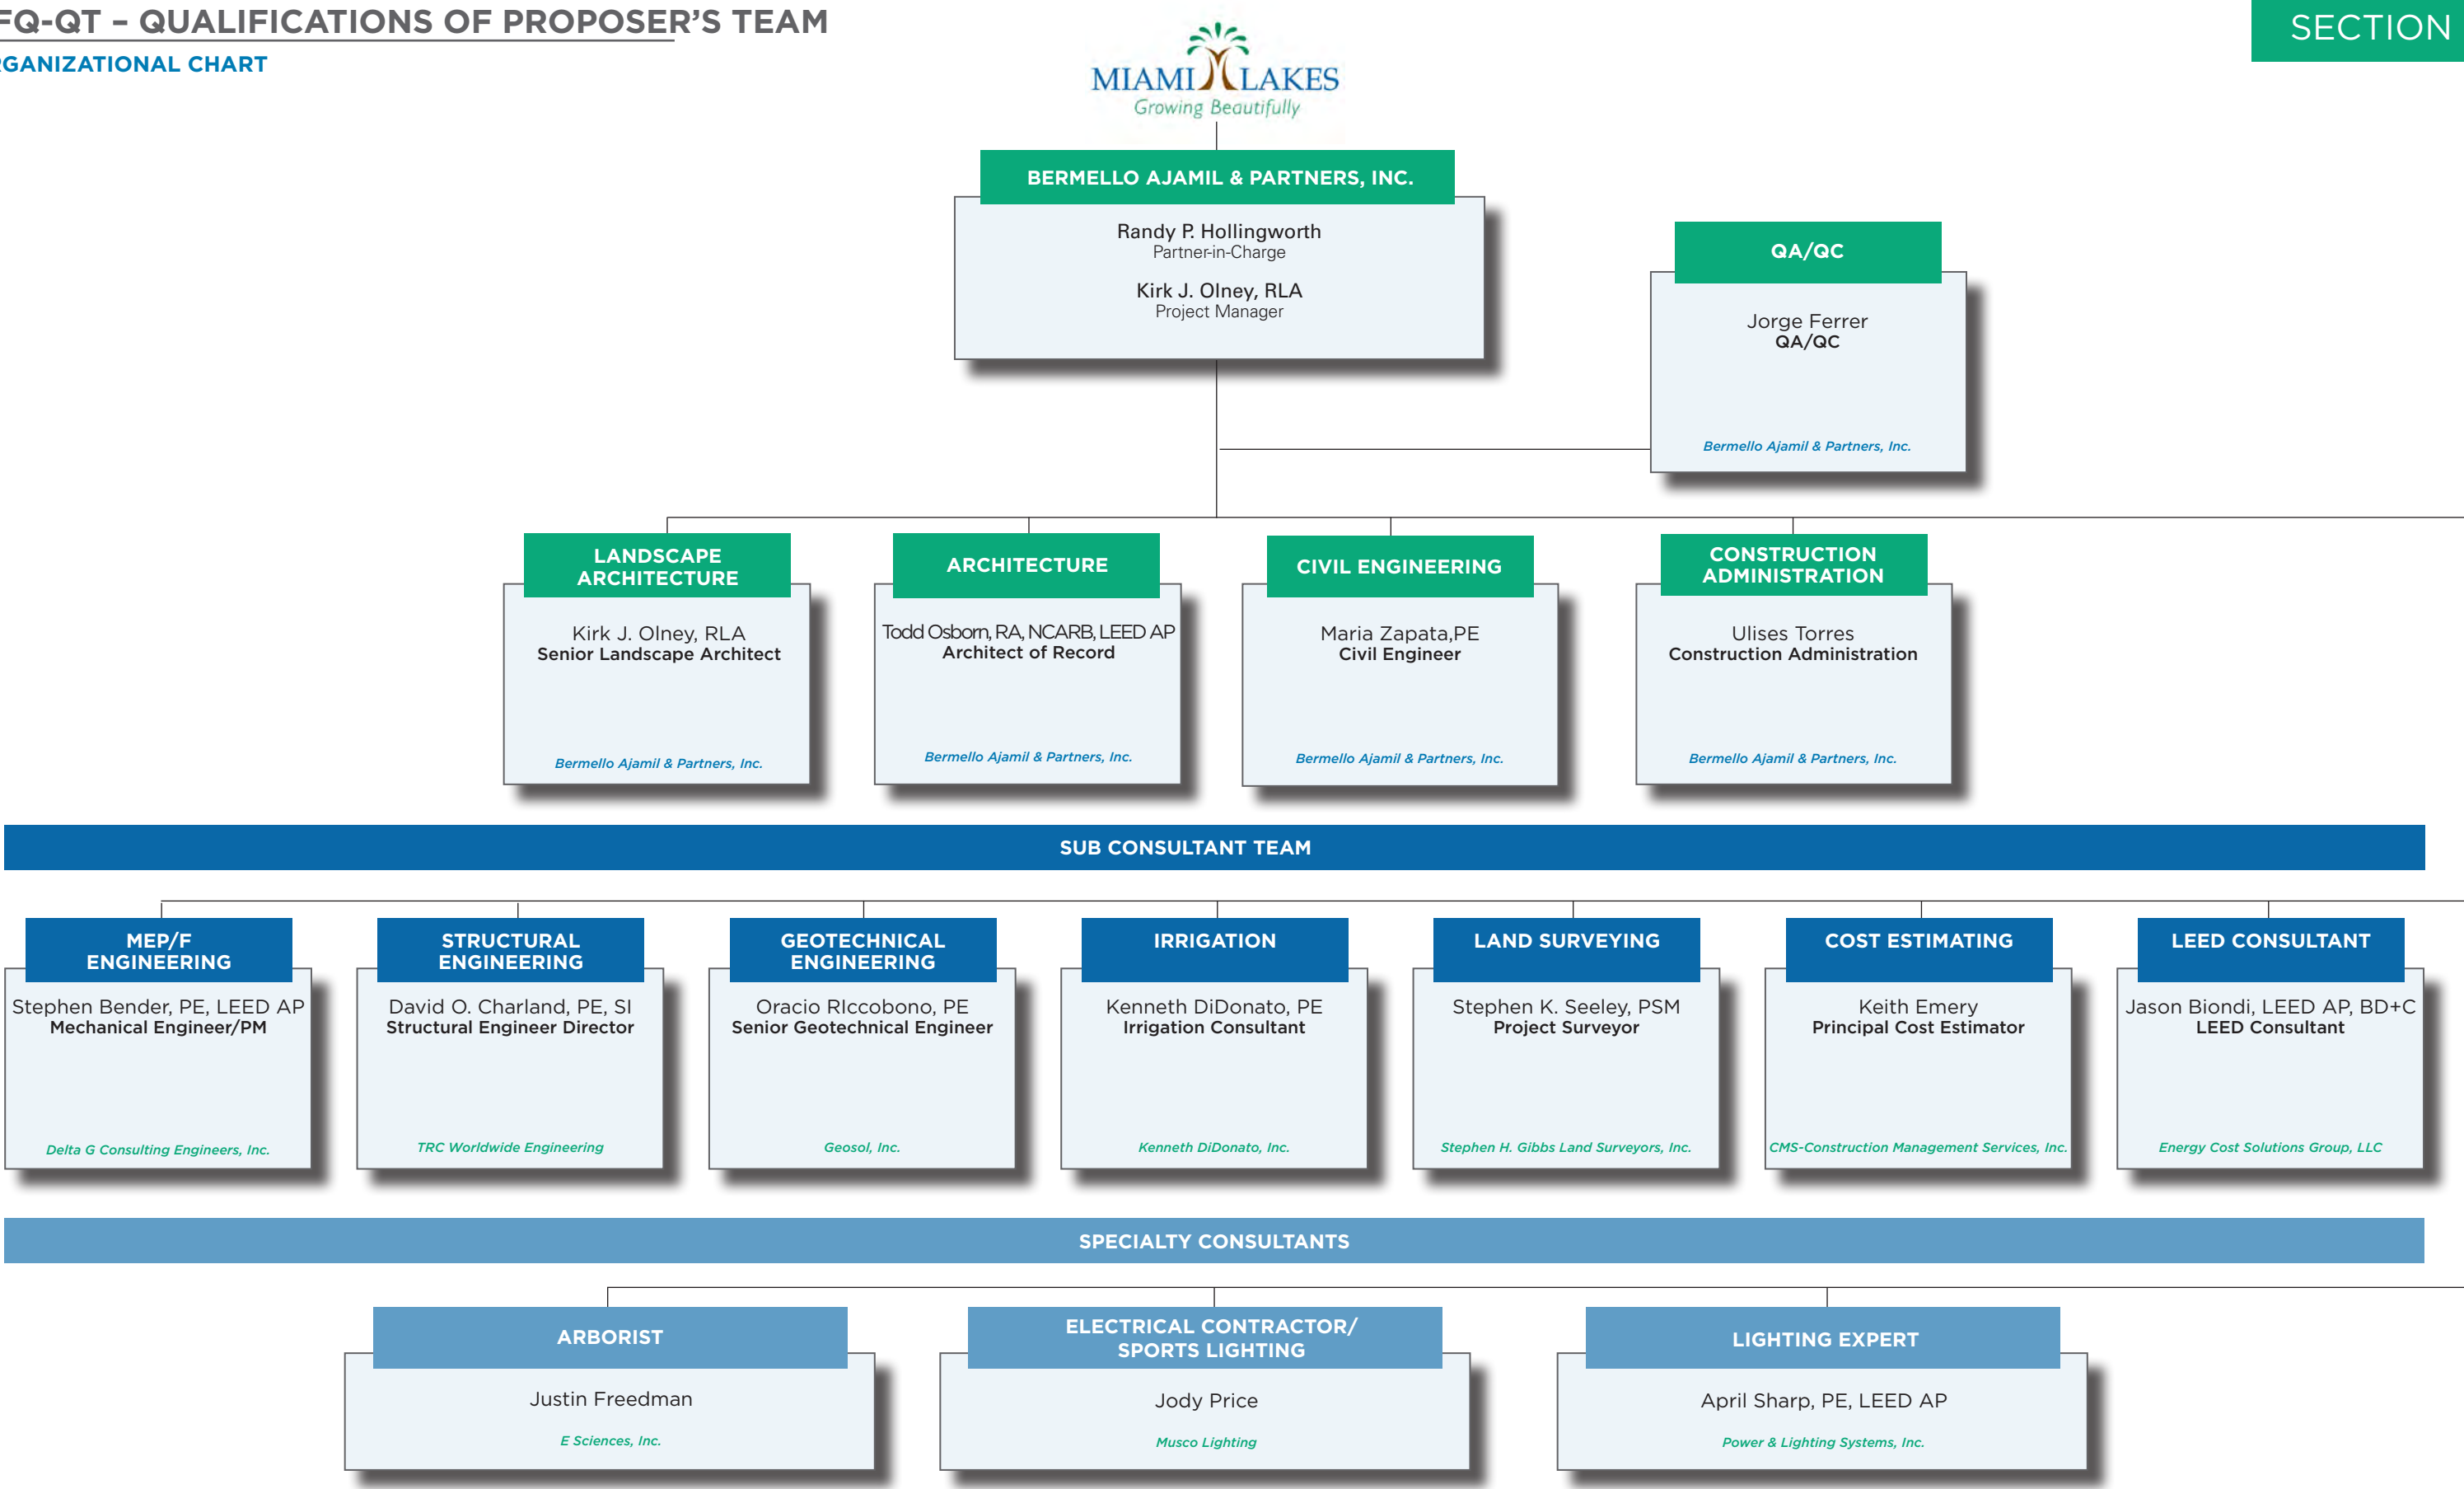 FQ-QT – QUALIFICATIONS OF PROPOSER'S TEAM
SECTION
RGANIZATIONAL CHART
MIAMI LAKES
Growing Beautifully
BERMELLO AJAMIL & PARTNERS, INC.
Randy P. Hollingworth
Partner-in-Charge
Kirk J. Olney, RLA
Project Manager
QA/QC
Jorge Ferrer
QA/QC
Bermello Ajamil & Partners, Inc.
LANDSCAPE
ARCHITECTURE
Kirk J. Olney, RLA
Senior Landscape Architect
Bermello Ajamil & Partners, Inc.
ARCHITECTURE
Todd Osborn, RA, NCARB, LEED AP
Architect of Record
Bermello Ajamil & Partners, Inc.
CIVIL ENGINEERING
Maria Zapata,PE
Civil Engineer
Bermello Ajamil & Partners, Inc.
CONSTRUCTION
ADMINISTRATION
Ulises Torres
Construction Administration
Bermello Ajamil & Partners, Inc.
SUB CONSULTANT TEAM
MEP/F
ENGINEERING
Stephen Bender, PE, LEED AP
Mechanical Engineer/PM
Delta G Consulting Engineers, Inc.
STRUCTURAL
ENGINEERING
David O. Charland, PE, SI
Structural Engineer Director
TRC Worldwide Engineering
GEOTECHNICAL
ENGINEERING
Oracio RIccobono, PE
Senior Geotechnical Engineer
Geosol, Inc.
IRRIGATION
Kenneth DiDonato, PE
Irrigation Consultant
Kenneth DiDonato, Inc.
LAND SURVEYING
Stephen K. Seeley, PSM
Project Surveyor
Stephen H. Gibbs Land Surveyors, Inc.
COST ESTIMATING
Keith Emery
Principal Cost Estimator
CMS-Construction Management Services, Inc.
LEED CONSULTANT
Jason Biondi, LEED AP, BD+C
LEED Consultant
Energy Cost Solutions Group, LLC
SPECIALTY CONSULTANTS
ARBORIST
Justin Freedman
E Sciences, Inc.
ELECTRICAL CONTRACTOR/
SPORTS LIGHTING
Jody Price
Musco Lighting
LIGHTING EXPERT
April Sharp, PE, LEED AP
Power & Lighting Systems, Inc.